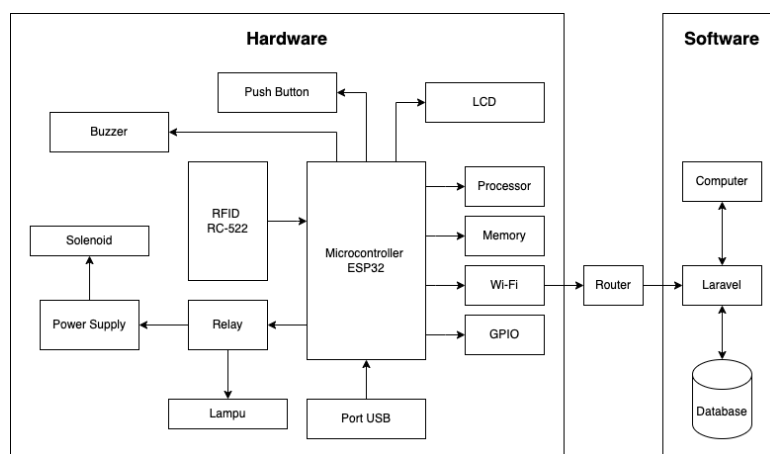 Hardware
Software
Push Button
LCD
Buzzer
RFID
RC-522
Microcontroller
ESP32
Processor
Memory
Wi-Fi
GPIO
Computer
Solenoid
Router
Laravel
Power Supply
Relay
Lampu
Port USB
Database